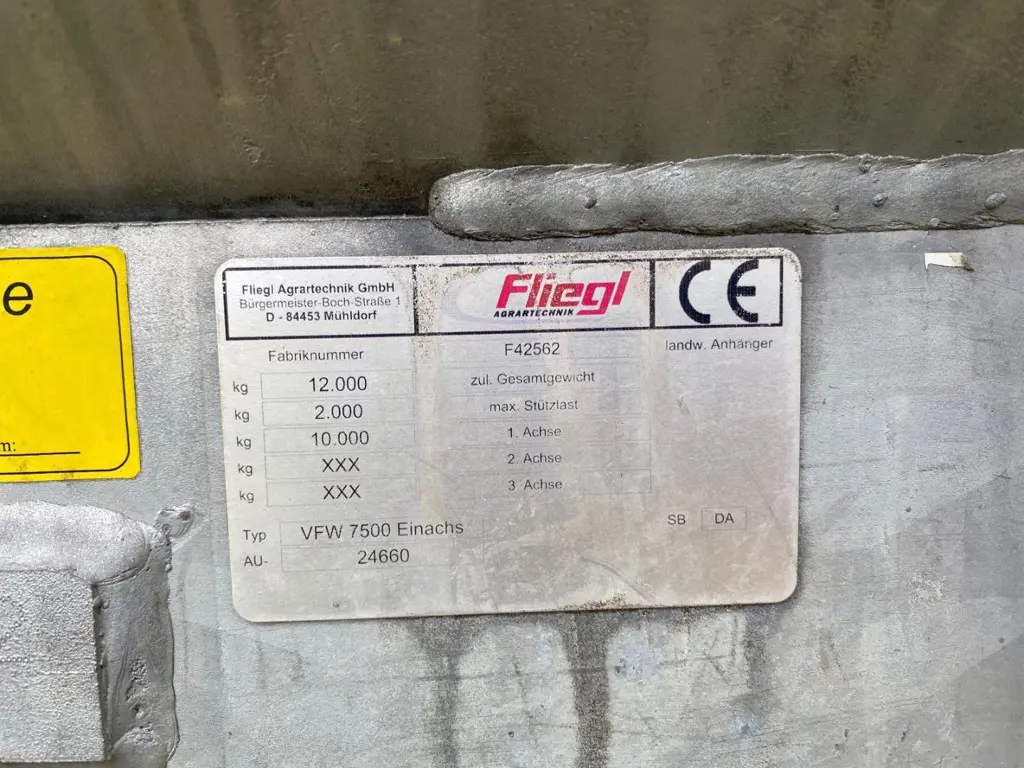 e
m:
Fliegl Agrartechnik GmbH
Bürgermeister-Boch-Straße 1
D - 84453 Mühldorf
Fliegl
AGRARTECHNIK
CE
Fabriknummer F42562 landw. Anhänger
kg 12.000 zul. Gesamtgewicht
kg 2.000 max. Stützlast
kg 10.000 1. Achse
kg XXX 2. Achse
kg XXX 3 Achse
SB DA
Typ VFW 7500 Einachs
AU- 24660